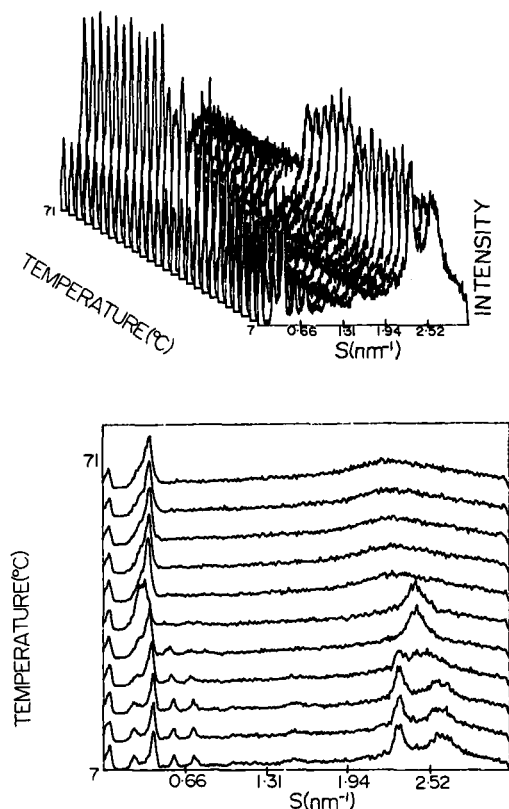 71
TEMPERATURE(°C)
7
0·66 1·31 1·94 2·52
S(nm⁻¹)
INTENSITY
71
TEMPERATURE(°C)
7
0·66 1·31 1·94 2·52
S(nm⁻¹)